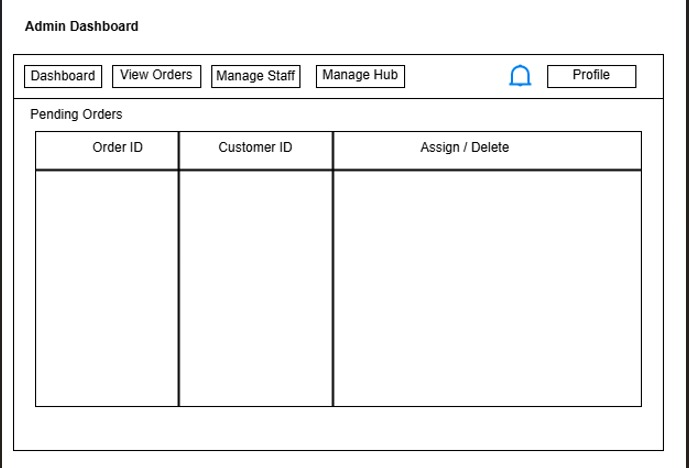 Admin Dashboard
Dashboard View Orders Manage Staff Manage Hub Profile
Pending Orders
Order ID Customer ID Assign / Delete